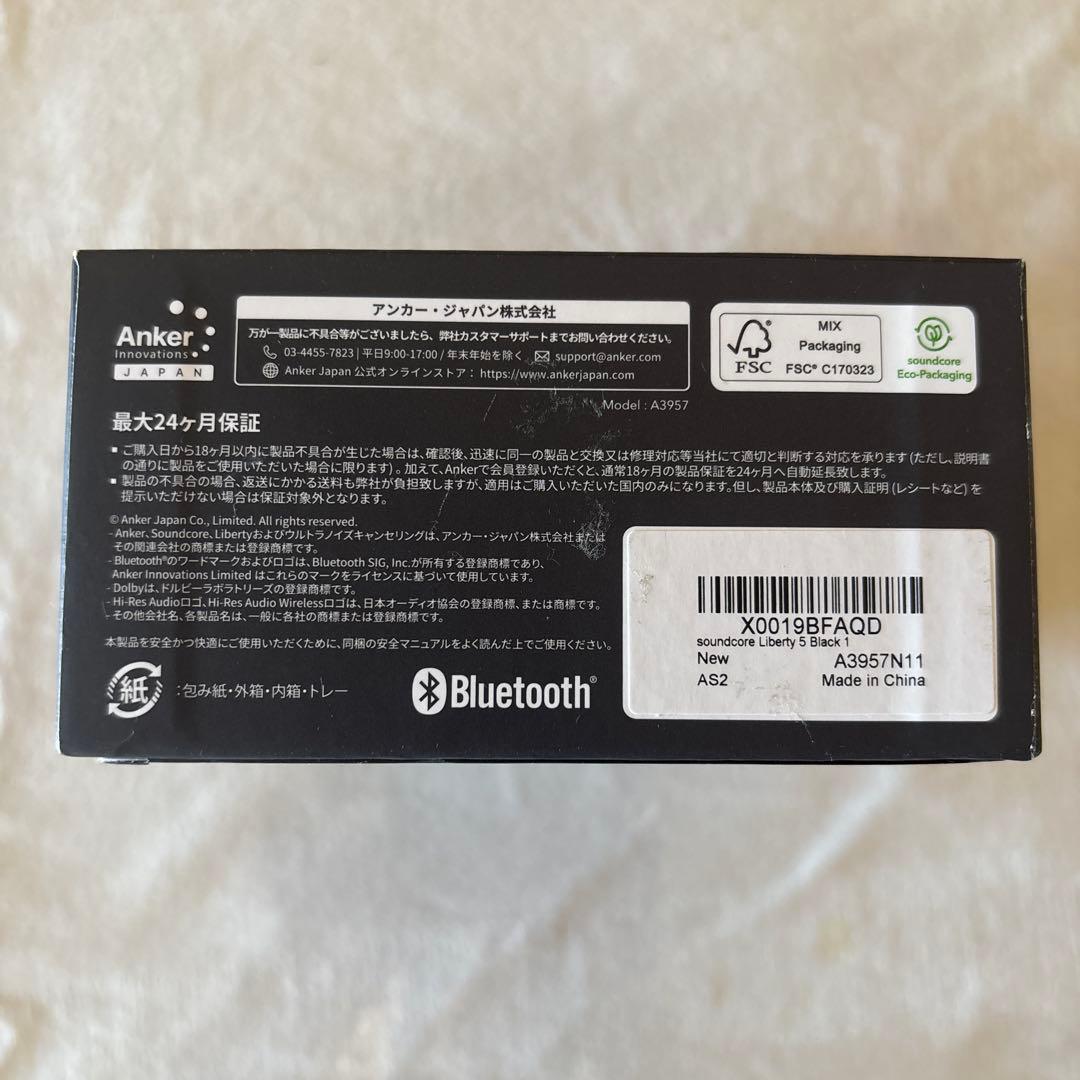 Anker
Innovations
JAPAN
アンカー・ジャパン株式会社
万が一製品に不具合等がございましたら、弊社カスタマーサポートまでお問い合わせください。
03-4455-7823 | 平日9:00-17:00 / 年末年始を除く support@anker.com
Anker Japan 公式オンラインストア : https://www.ankerjapan.com
FSC
MIX
Packaging
FSC® C170323
soundcore
Eco-Packaging
Model : A3957
最大24ヶ月保証
▪ ご購入日から18ヶ月以内に製品不具合が生じた場合は、確認後、迅速に同一の製品と交換又は修理対応等当社にて適切と判断する対応を承ります(ただし、説明書
の通りに製品をご使用いただいた場合に限ります)。加えて、Ankerで会員登録いただくと、通常18ヶ月の製品保証を24ヶ月へ自動延長致します。
▪ 製品の不具合の場合、返送にかかる送料も弊社が負担致しますが、適用はご購入いただいた国内のみになります。但し、製品本体及び購入証明(レシートなど)を
提示いただけない場合は保証対象外となります。
© Anker Japan Co., Limited. All rights reserved.
- Anker、Soundcore、Libertyおよびウルトラノイズキャンセリングは、アンカー・ジャパン株式会社または
その関連会社の商標または登録商標です。
- Bluetooth®のワードマークおよびロゴは、Bluetooth SIG, Inc.が所有する登録商標であり、
Anker Innovations Limited はこれらのマークをライセンスに基づいて使用しています。
- Dolbyは、ドルビーラボラトリーズの登録商標です。
- Hi-Res Audioロゴ、Hi-Res Audio Wirelessロゴは、日本オーディオ協会の登録商標、または商標です。
- その他会社名、各製品名は、一般に各社の商標または登録商標です。
本製品を安全かつ快適にご使用いただくために、同梱の安全マニュアルをよく読んだ上でご使用ください。
紙 :包み紙・外箱・内箱・トレー
Bluetooth®
X0019BFAQD
soundcore Liberty 5 Black 1
New A3957N11
AS2 Made in China